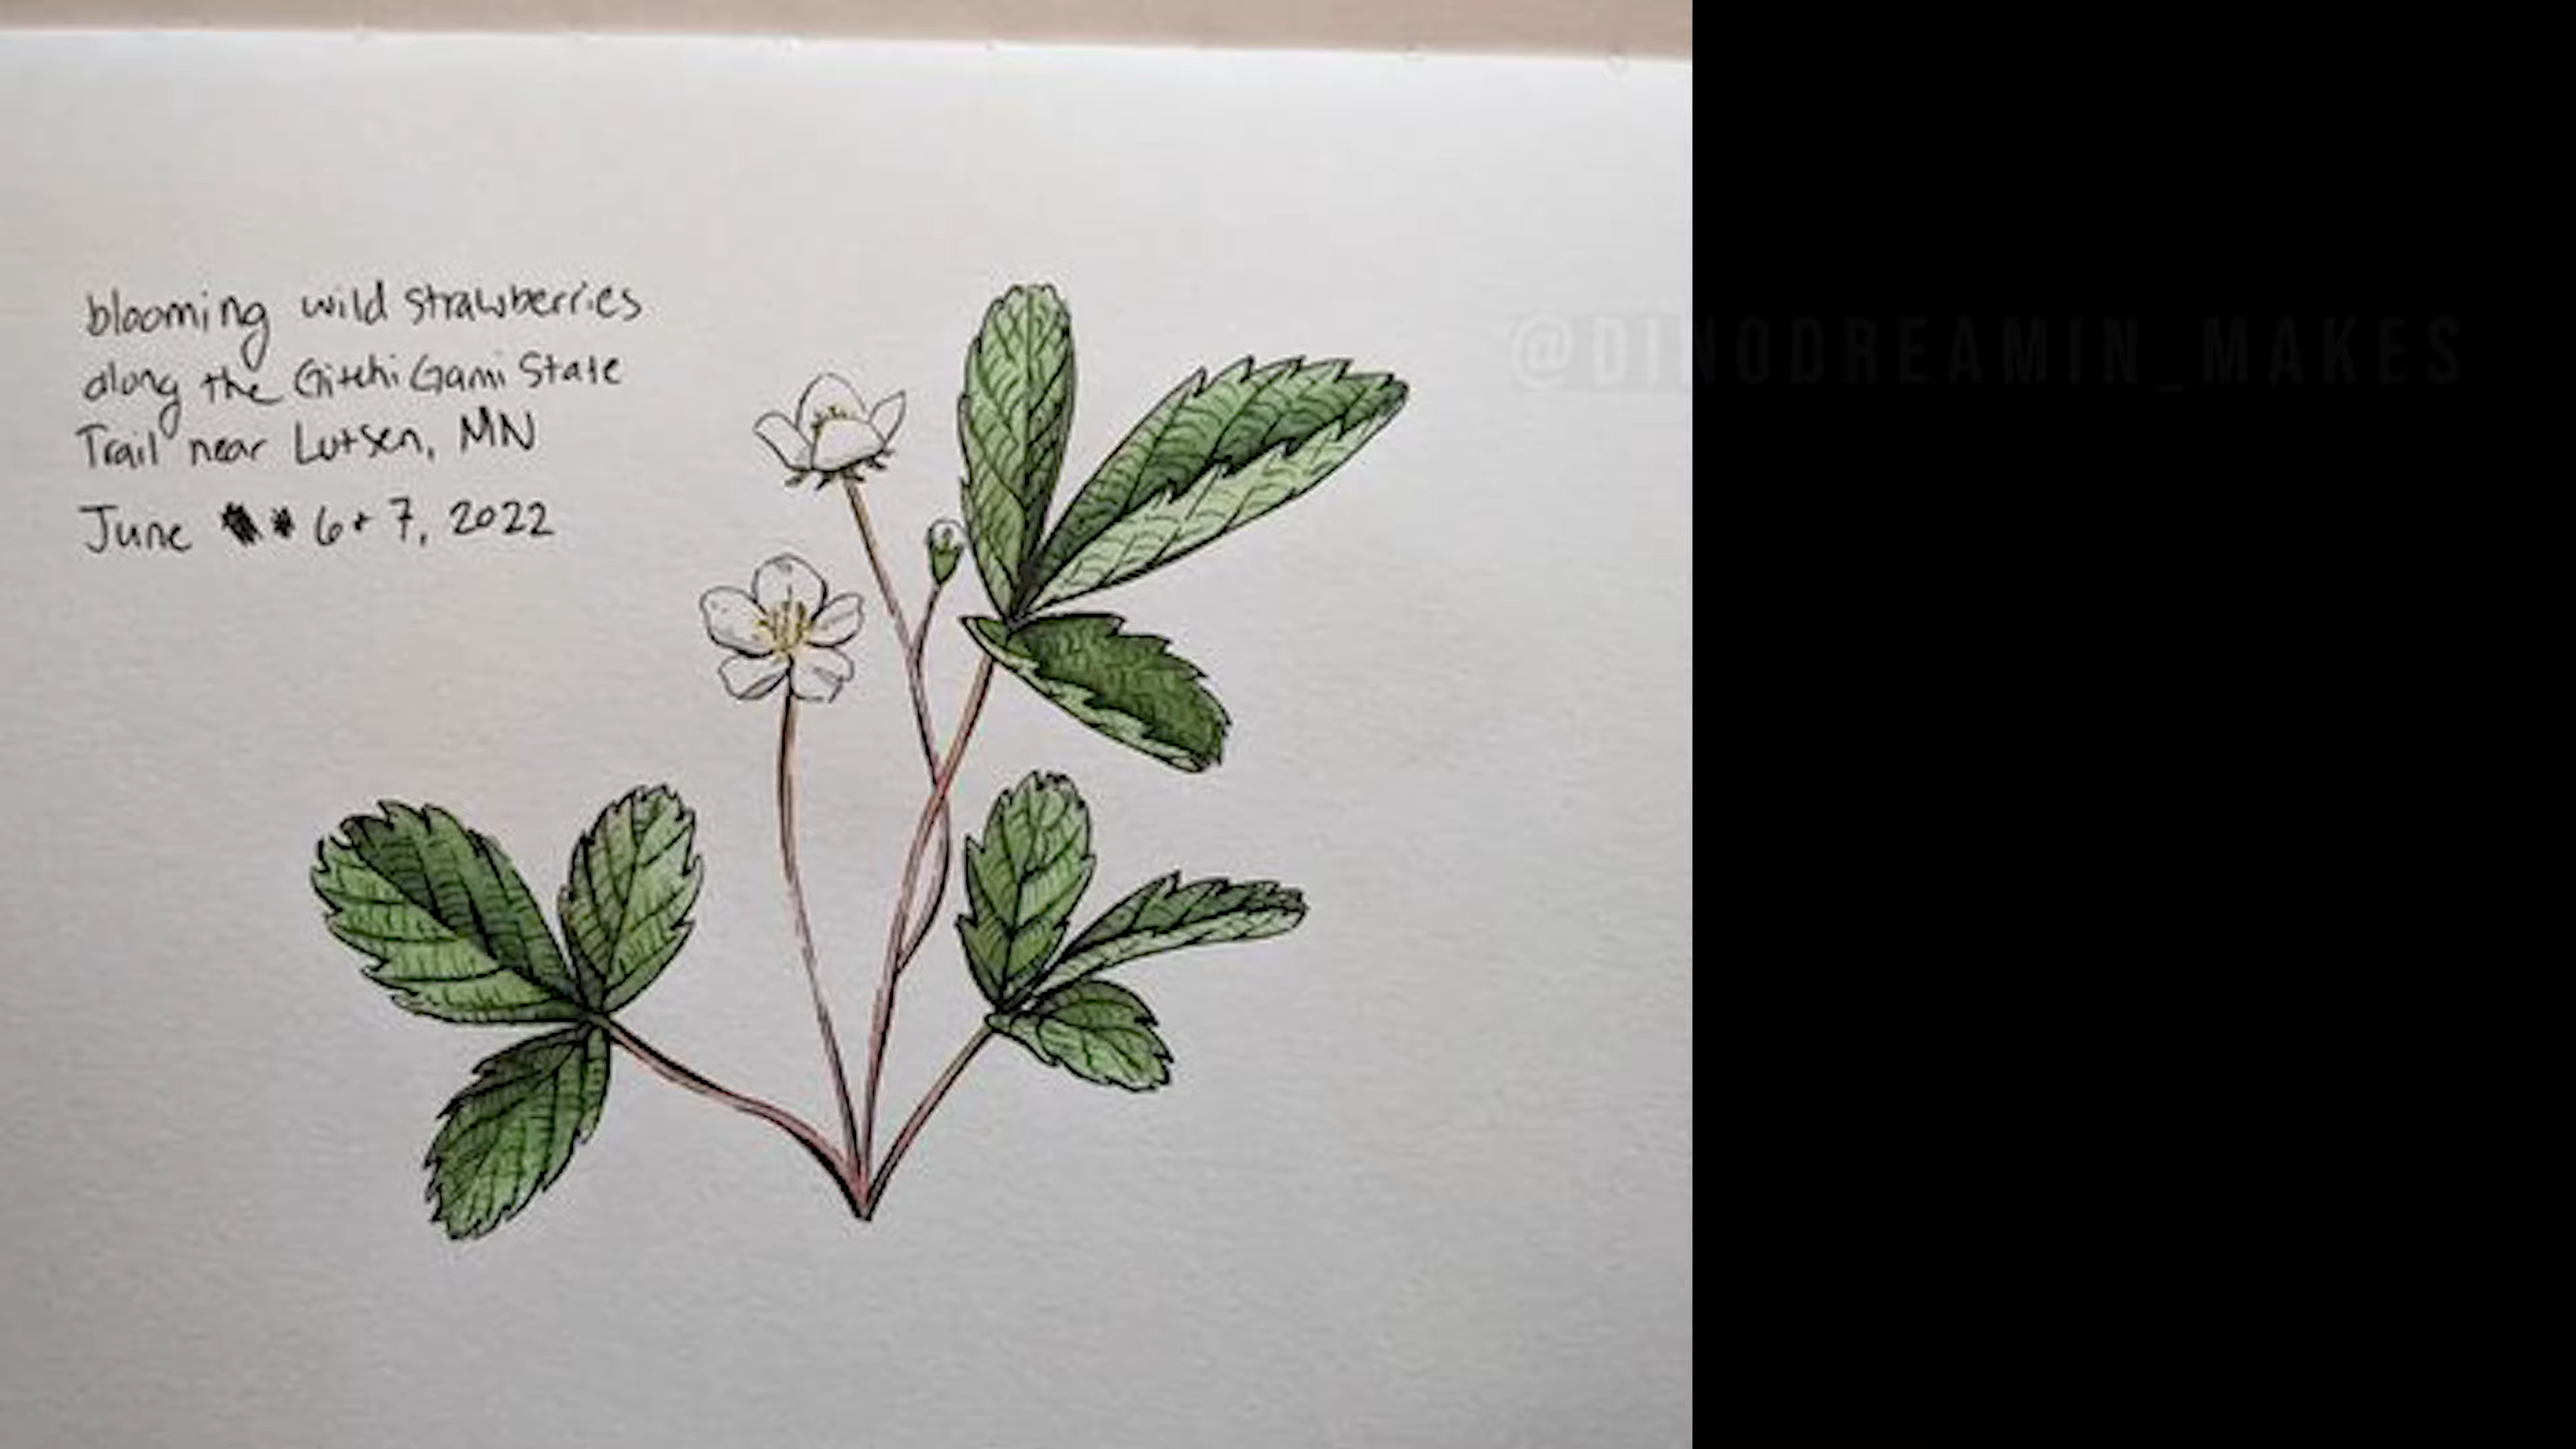 blooming wild strawberries
along the Gitchi Gami State
Trail near Lutsen, MN
June 6+7, 2022
@DINODREAMIN_MAKES